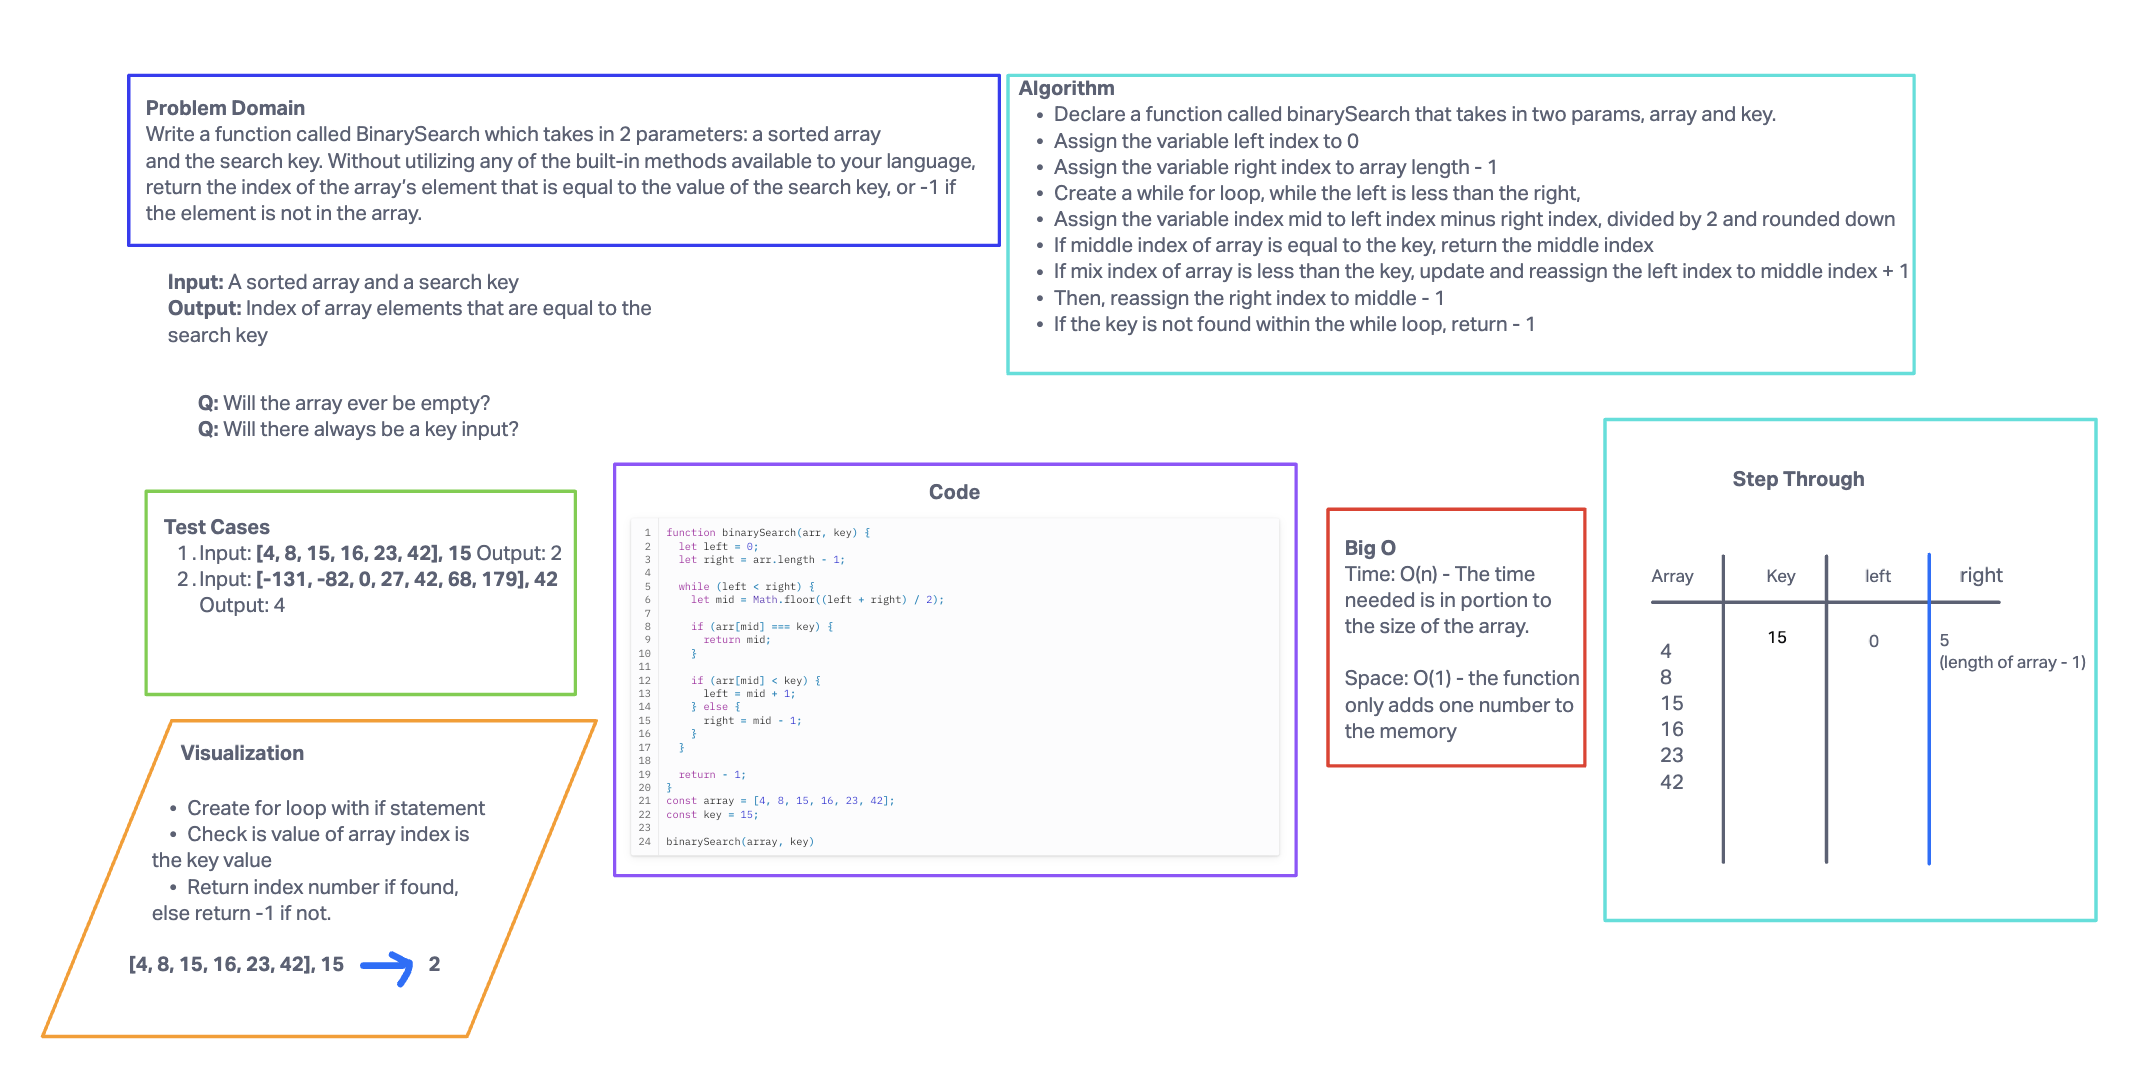 Problem Domain
Write a function called BinarySearch which takes in 2 parameters: a sorted array
and the search key. Without utilizing any of the built-in methods available to your language,
return the index of the array’s element that is equal to the value of the search key, or -1 if
the element is not in the array.
Algorithm
• Declare a function called binarySearch that takes in two params, array and key.
• Assign the variable left index to 0
• Assign the variable right index to array length - 1
• Create a while for loop, while the left is less than the right,
• Assign the variable index mid to left index minus right index, divided by 2 and rounded down
• If middle index of array is equal to the key, return the middle index
• If mix index of array is less than the key, update and reassign the left index to middle index + 1
• Then, reassign the right index to middle - 1
• If the key is not found within the while loop, return - 1
Input: A sorted array and a search key
Output: Index of array elements that are equal to the
search key
Q: Will the array ever be empty?
Q: Will there always be a key input?
Test Cases
1. Input: [4, 8, 15, 16, 23, 42], 15 Output: 2
2. Input: [-131, -82, 0, 27, 42, 68, 179], 42
Output: 4
Visualization
• Create for loop with if statement
• Check is value of array index is
the key value
• Return index number if found,
else return -1 if not.
[4, 8, 15, 16, 23, 42], 15 → 2
Code
1 function binarySearch(arr, key) {
2 let left = 0;
3 let right = arr.length - 1;
4
5 while (left < right) {
6 let mid = Math.floor((left + right) / 2);
7
8 if (arr[mid] === key) {
9 return mid;
10 }
11
12 if (arr[mid] < key) {
13 left = mid + 1;
14 } else {
15 right = mid - 1;
16 }
17 }
18
19 return - 1;
20 }
21 const array = [4, 8, 15, 16, 23, 42];
22 const key = 15;
23
24 binarySearch(array, key)
Big O
Time: O(n) - The time
needed is in portion to
the size of the array.
Space: O(1) - the function
only adds one number to
the memory
Step Through
Array Key left right
15 0 5
(length of array - 1)
4
8
15
16
23
42